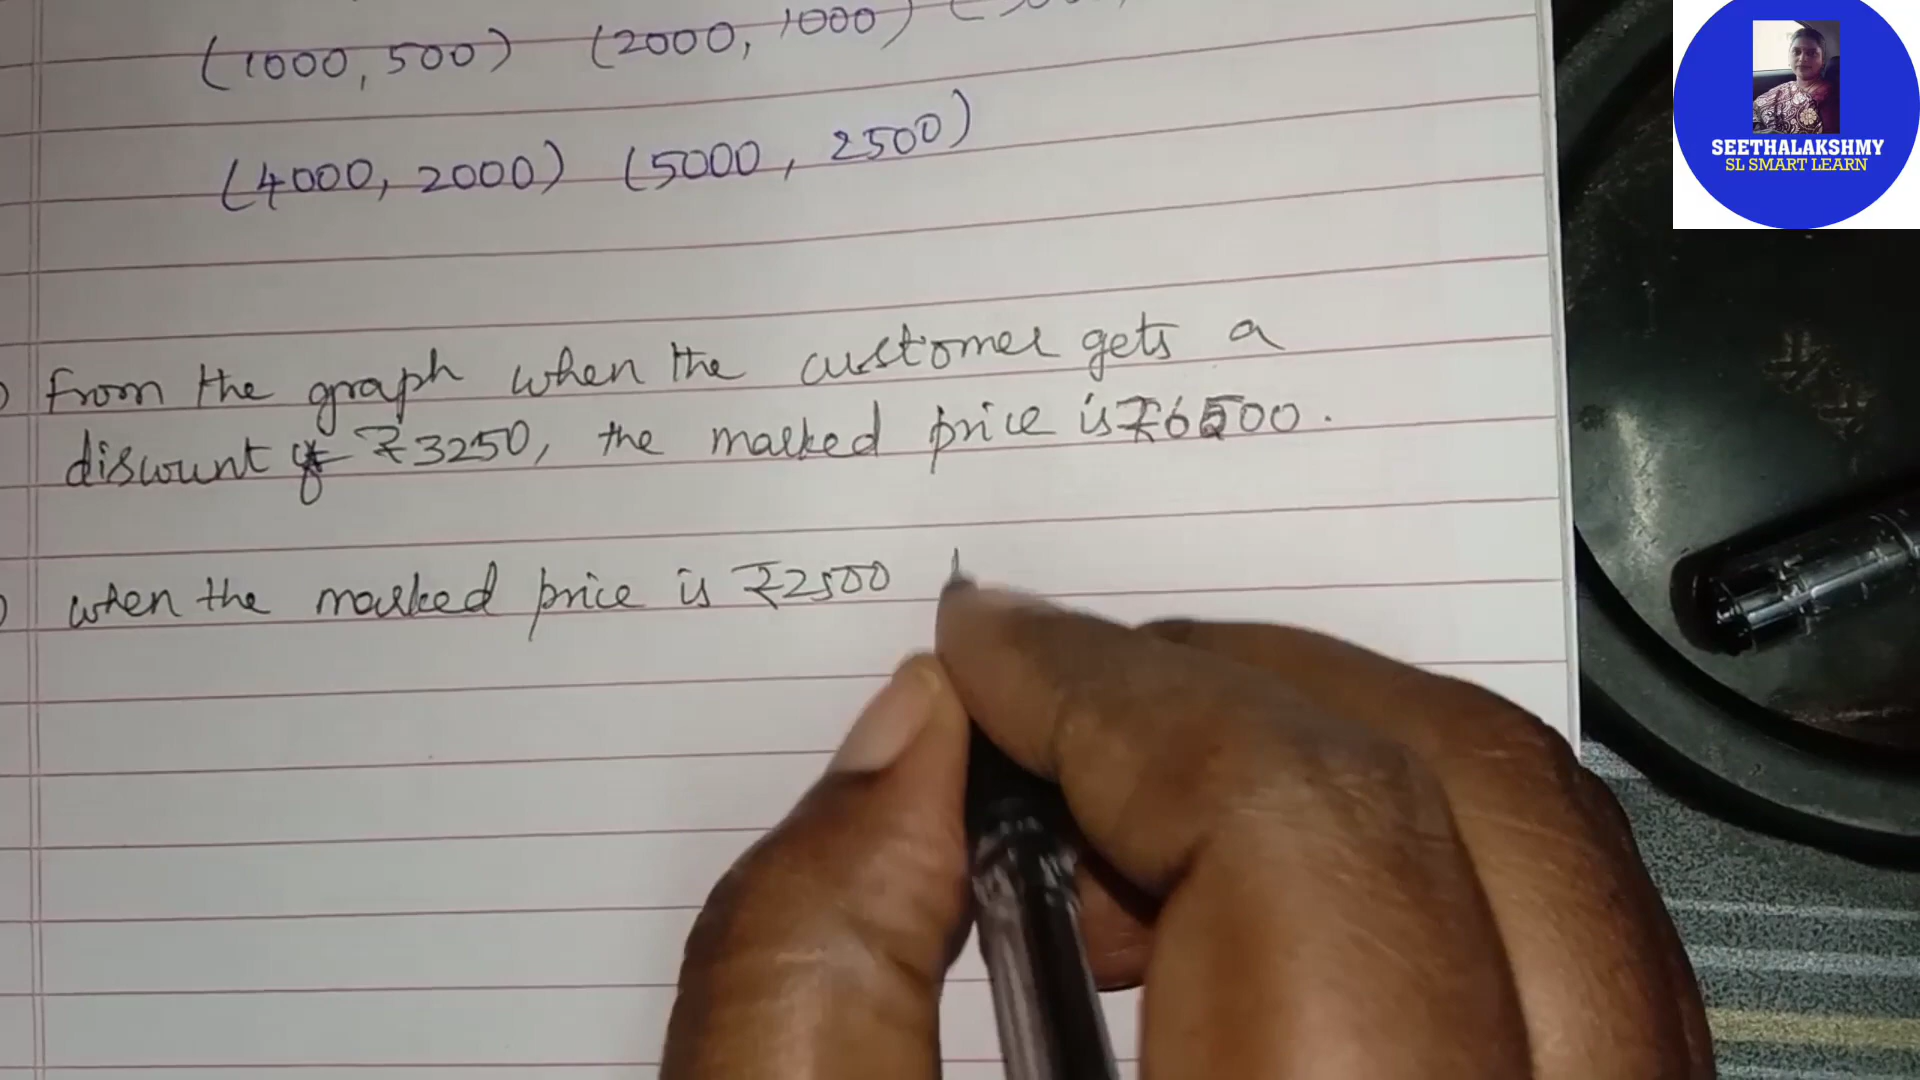 (1000, 500) (2000, 1000)
(4000, 2000) (5000, 2500)
From the graph when the customer gets a
discount of ₹3250, the marked price is ₹6500.
when the marked price is ₹2500
SEETHALAKSHMY
SL SMART LEARN